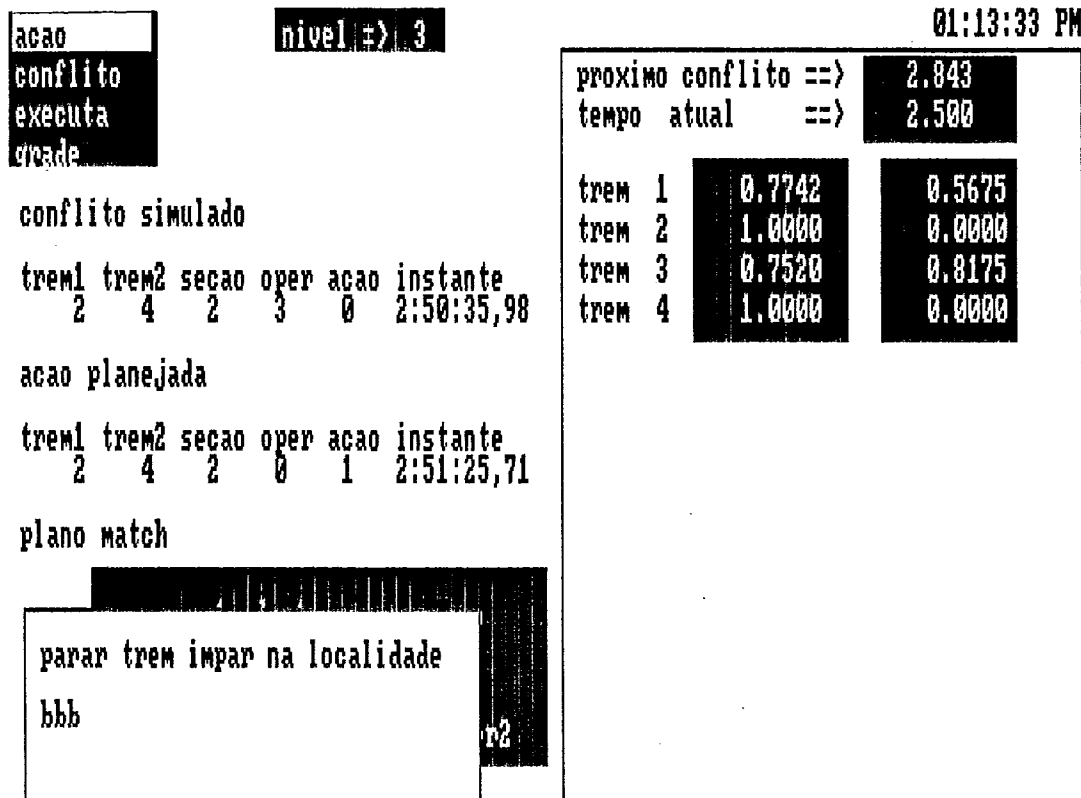 acao
conflito
executa
grade
nivel => 3
01:13:33 PM
conflito simulado
trem1 trem2 secao oper acao instante
2 4 2 3 0 2:50:35,98
acao planejada
trem1 trem2 secao oper acao instante
2 4 2 0 1 2:51:25,71
plano match
parar trem impar na localidade
bbb
r2
proximo conflito ==> 2.843
tempo atual ==> 2.500
trem 1 0.7742 0.5675
trem 2 1.0000 0.0000
trem 3 0.7520 0.8175
trem 4 1.0000 0.0000